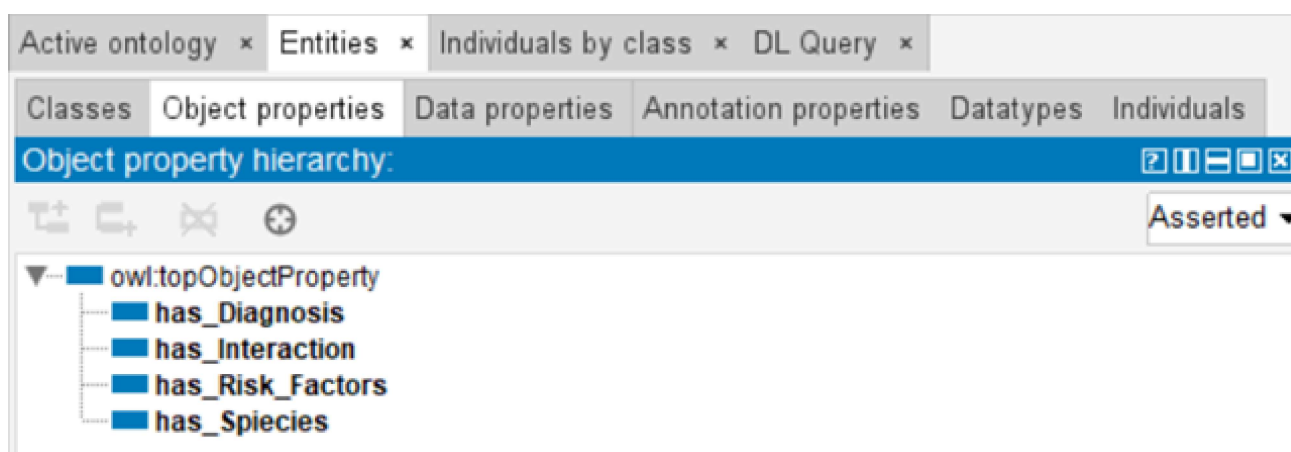 Active ontology × Entities × Individuals by class × DL Query ×
Classes Object properties Data properties Annotation properties Datatypes Individuals
Object property hierarchy:
Asserted
owl:topObjectProperty
has_Diagnosis
has_Interaction
has_Risk_Factors
has_Spiecies